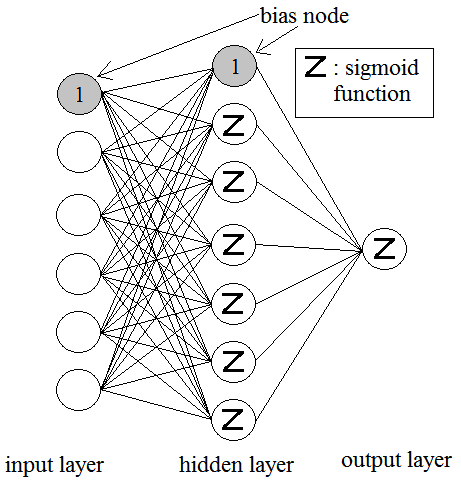 bias node
1
1
Z : sigmoid
function
Z
Z
Z
Z
Z
Z
Z
input layer
hidden layer
output layer